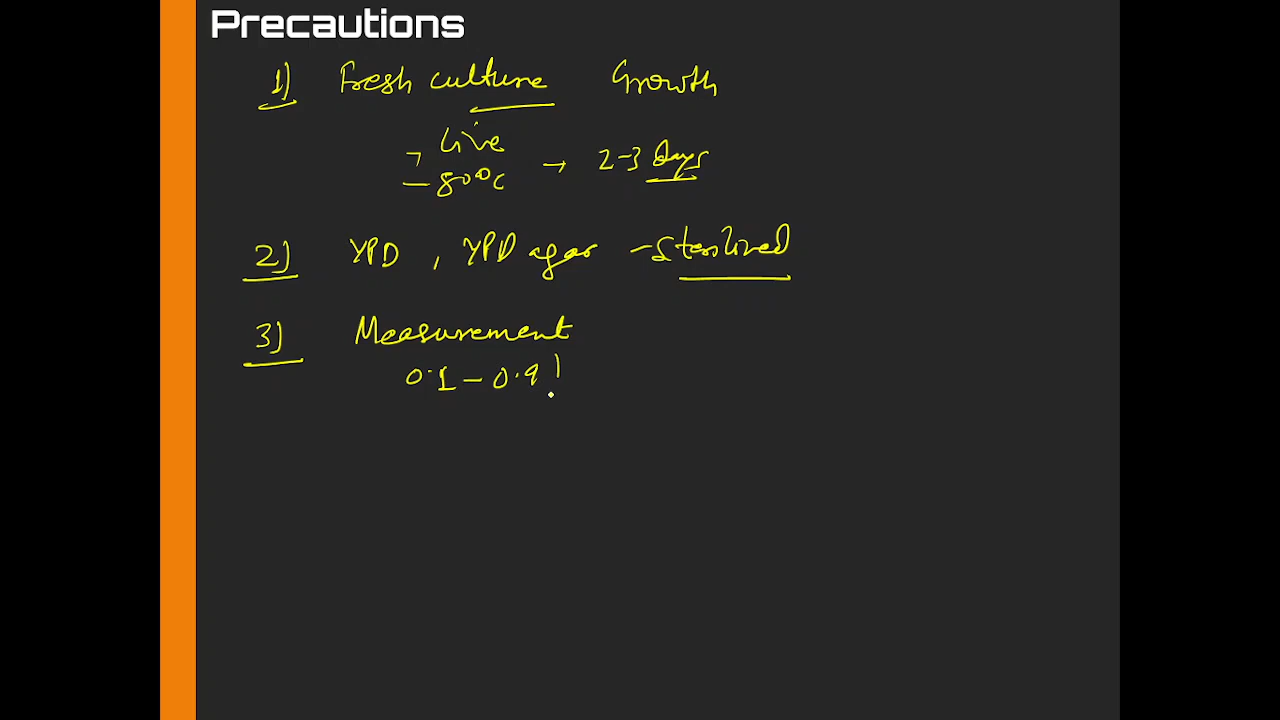 Precautions
1) Fresh culture Growth
→ Live
-80°C → 2-3 days
2) YPD, YPD agar - Sterilized
3) Measurement
0.1 - 0.9!